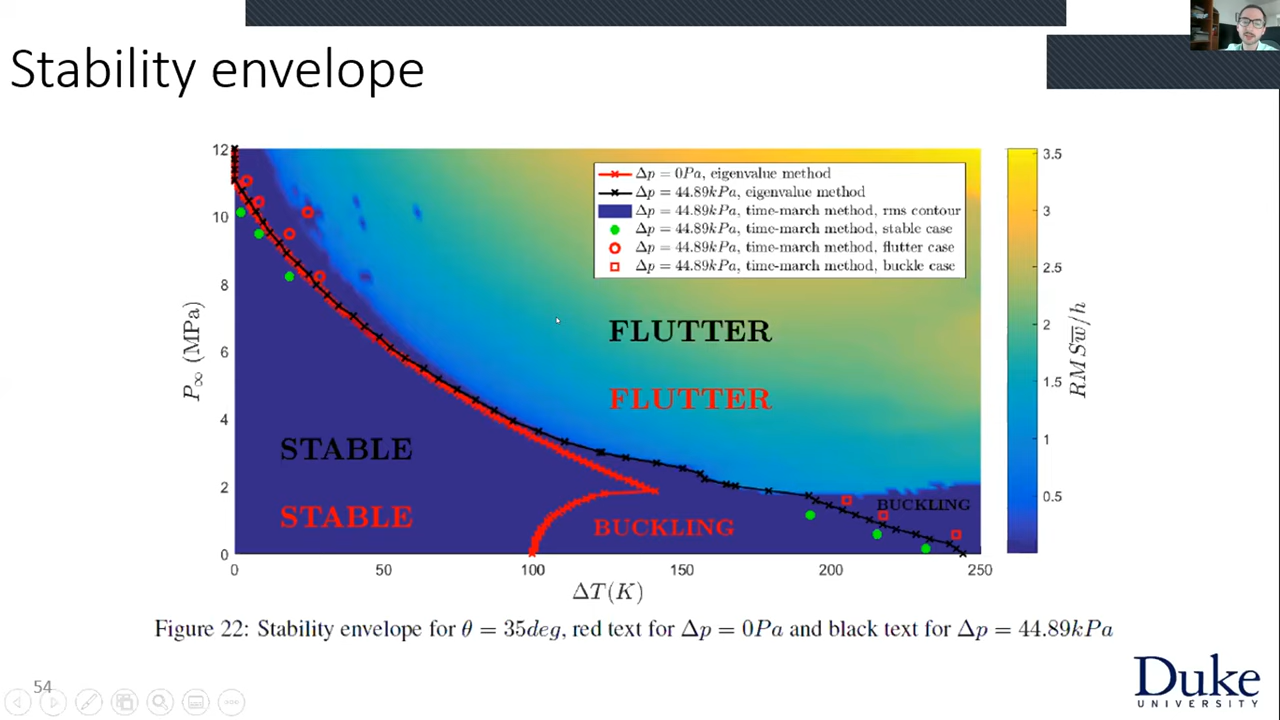 Stability envelope
12
10
8
6
4
2
0
P∞ (MPa)
Δp = 0Pa, eigenvalue method
Δp = 44.89kPa, eigenvalue method
Δp = 44.89kPa, time-march method, rms contour
Δp = 44.89kPa, time-march method, stable case
Δp = 44.89kPa, time-march method, flutter case
Δp = 44.89kPa, time-march method, buckle case
FLUTTER
FLUTTER
STABLE
STABLE
BUCKLING
BUCKLING
0 50 100 150 200 250
ΔT(K)
3.5
3
2.5
2
1.5
1
0.5
RMSw̅/h
Figure 22: Stability envelope for θ = 35deg, red text for Δp = 0Pa and black text for Δp = 44.89kPa
54
Duke
UNIVERSITY